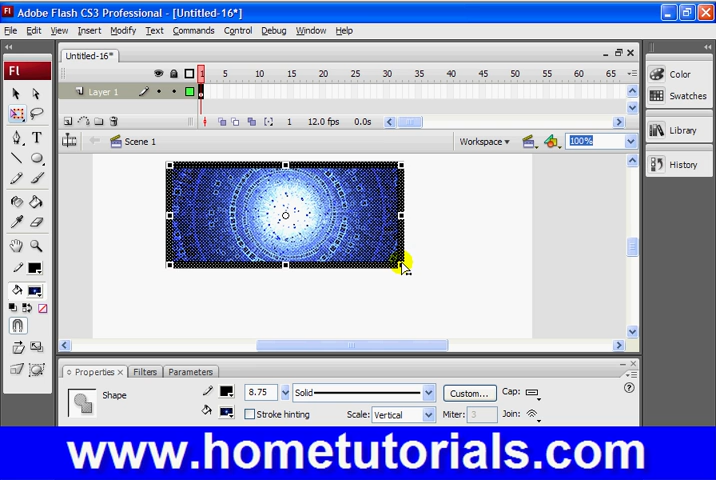 Adobe Flash CS3 Professional - [Untitled-16*]
File Edit View Insert Modify Text Commands Control Debug Window Help
Untitled-16*
1 5 10 15 20 25 30 35 40 45 50 55 60 65
Layer 1
1 12.0 fps 0.0s
Scene 1 Workspace 100%
Fl
Color
Swatches
Library
History
Properties × Filters Parameters
Shape 8.75 Solid Custom... Cap:
Stroke hinting Scale: Vertical Miter: 3 Join:
www.hometutorials.com